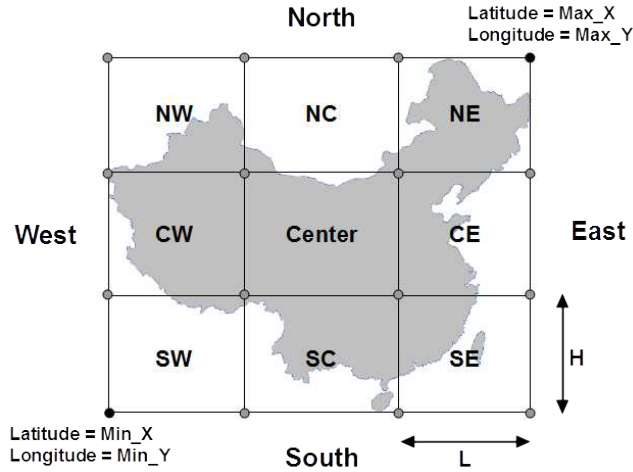 North
Latitude = Max_X
Longitude = Max_Y
NW
NC
NE
West
CW
Center
CE
East
SW
SC
SE
H
Latitude = Min_X
Longitude = Min_Y
South
L